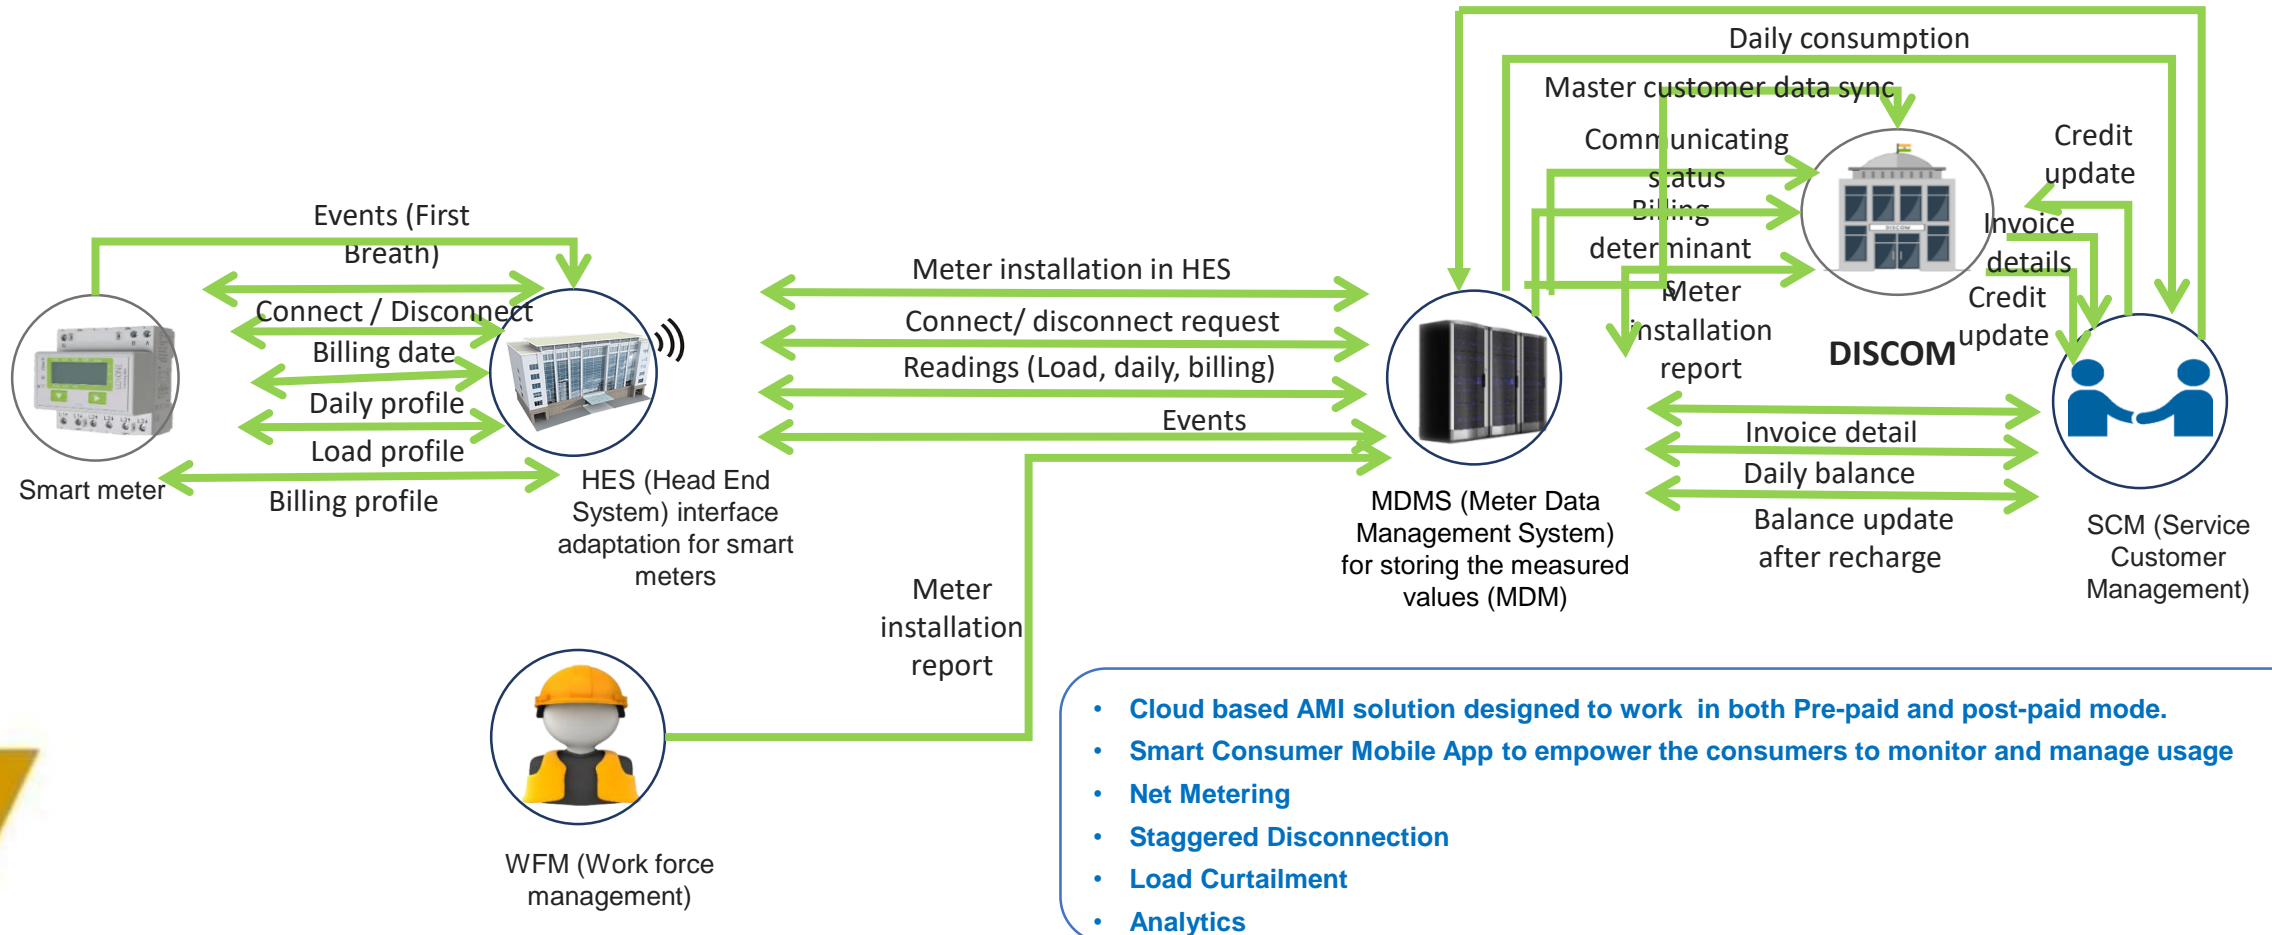 Daily consumption
Master customer data sync
Communicating
status
Billing
determinant
s
Meter
installation
report
Credit
update
Invoice
details
Credit
update
DISCOM
DISCOM
Events (First
Breath)
Connect / Disconnect
Billing date
Daily profile
Load profile
Billing profile
Smart meter
HES (Head End
System) interface
adaptation for smart
meters
Meter installation in HES
Connect/ disconnect request
Readings (Load, daily, billing)
Events
MDMS (Meter Data
Management System)
for storing the measured
values (MDM)
Invoice detail
Daily balance
Balance update
after recharge
SCM (Service
Customer
Management)
Meter
installation
report
WFM (Work force
management)
• Cloud based AMI solution designed to work in both Pre-paid and post-paid mode.
• Smart Consumer Mobile App to empower the consumers to monitor and manage usage
• Net Metering
• Staggered Disconnection
• Load Curtailment
• Analytics